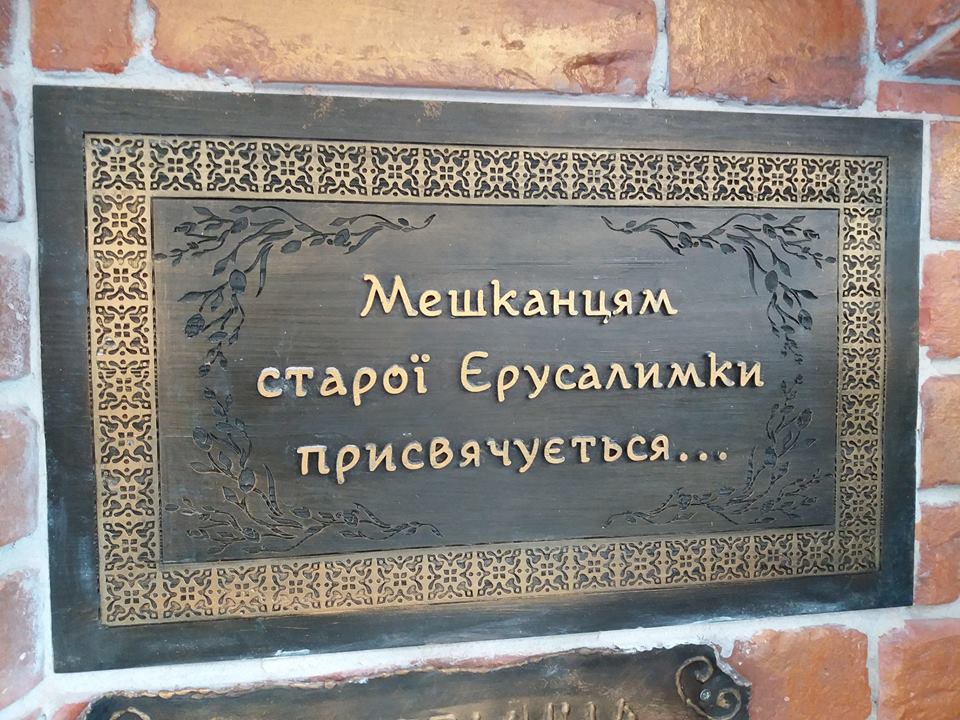 Мешканцям
старої Єрусалимки
присвячується...